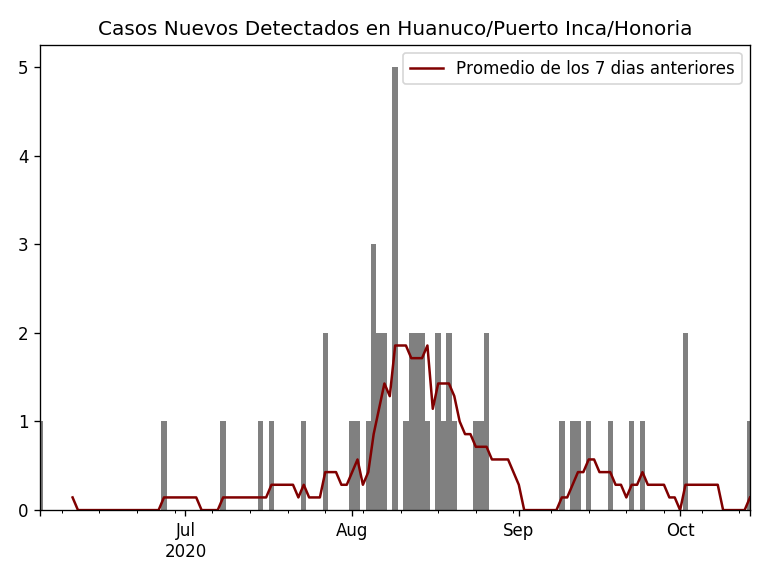 Casos Nuevos Detectados en Huanuco/Puerto Inca/Honoria
Promedio de los 7 dias anteriores
5
4
3
2
1
0
Jul
2020
Aug
Sep
Oct